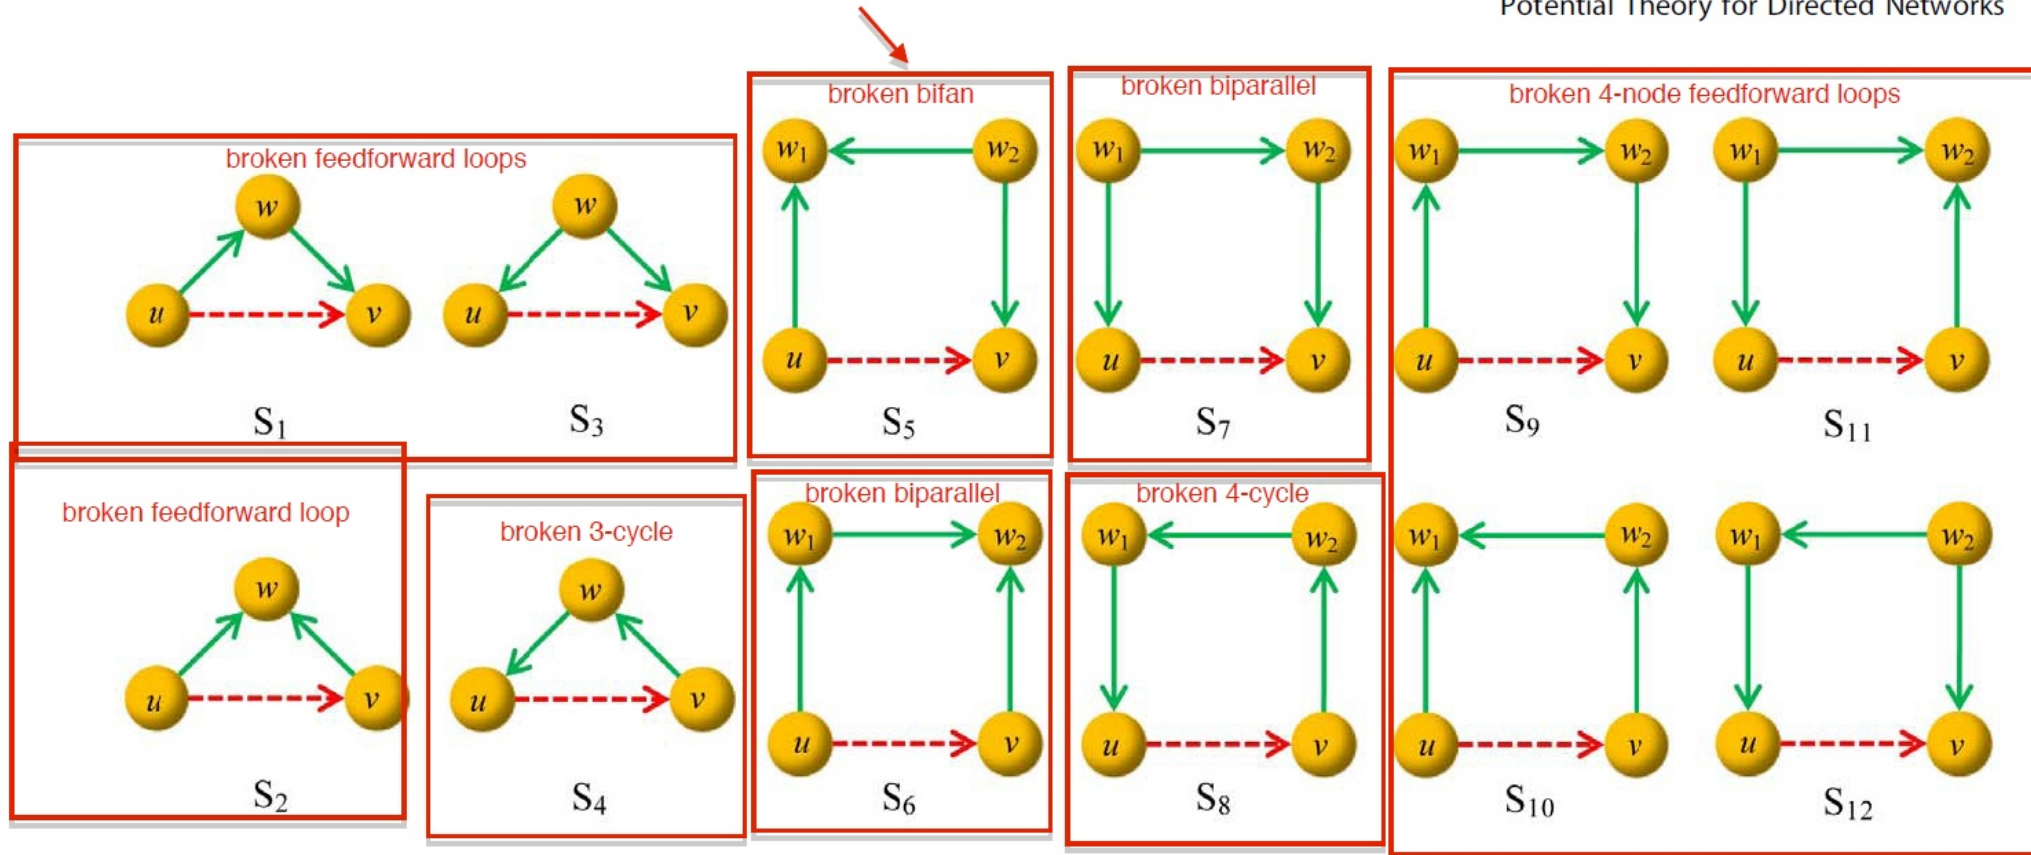 Potential Theory for Directed Networks
broken feedforward loops
w
u
v
S1
w
u
v
S3
broken bifan
w1
w2
u
v
S5
broken biparallel
w1
w2
u
v
S7
broken 4-node feedforward loops
w1
w2
u
v
S9
w1
w2
u
v
S11
broken feedforward loop
w
u
v
S2
broken 3-cycle
w
u
v
S4
broken biparallel
w1
w2
u
v
S6
broken 4-cycle
w1
w2
u
v
S8
w1
w2
u
v
S10
w1
w2
u
v
S12